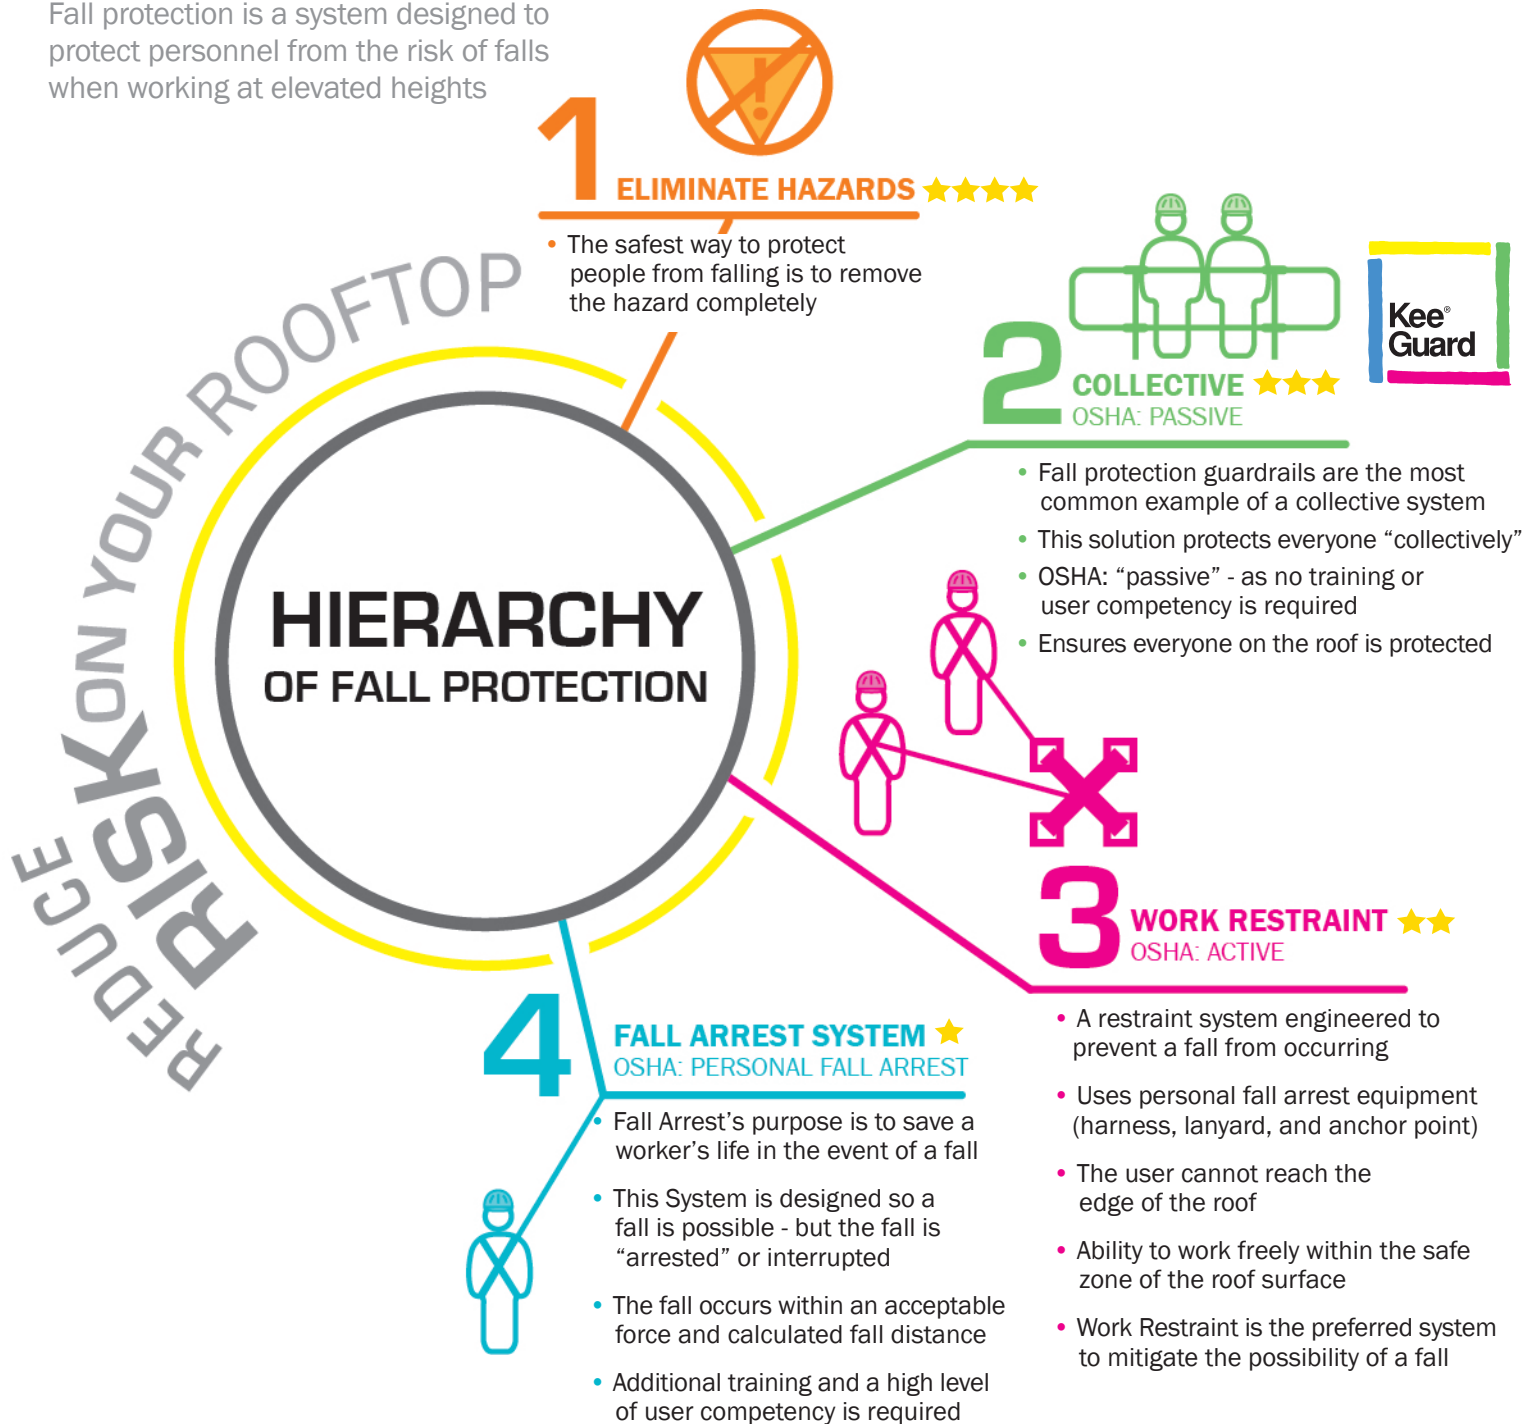 Fall protection is a system designed to
protect personnel from the risk of falls
when working at elevated heights
REDUCE
RISK ON YOUR ROOFTOP
HIERARCHY
OF FALL PROTECTION
1
ELIMINATE HAZARDS
• The safest way to protect
people from falling is to remove
the hazard completely
2
COLLECTIVE
OSHA: PASSIVE
Kee®
Guard
• Fall protection guardrails are the most
common example of a collective system
• This solution protects everyone “collectively”
• OSHA: “passive” - as no training or
user competency is required
• Ensures everyone on the roof is protected
3
WORK RESTRAINT
OSHA: ACTIVE
• A restraint system engineered to
prevent a fall from occurring
• Uses personal fall arrest equipment
(harness, lanyard, and anchor point)
• The user cannot reach the
edge of the roof
• Ability to work freely within the safe
zone of the roof surface
• Work Restraint is the preferred system
to mitigate the possibility of a fall
4
FALL ARREST SYSTEM
OSHA: PERSONAL FALL ARREST
• Fall Arrest’s purpose is to save a
worker’s life in the event of a fall
• This System is designed so a
fall is possible - but the fall is
“arrested” or interrupted
• The fall occurs within an acceptable
force and calculated fall distance
• Additional training and a high level
of user competency is required